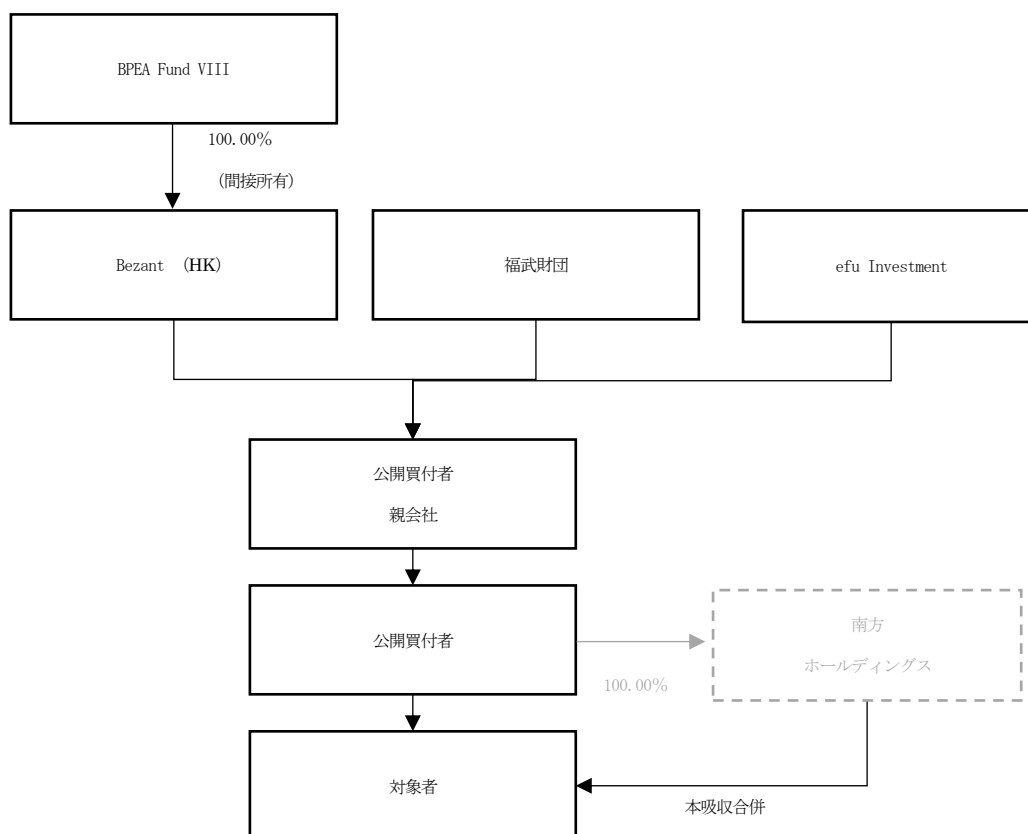 BPEA Fund VIII
100.00%
(間接所有)
Bezant (HK)
福武財団
efu Investment
公開買付者
親会社
公開買付者
南方
ホールディングス
100.00%
対象者
本吸収合併